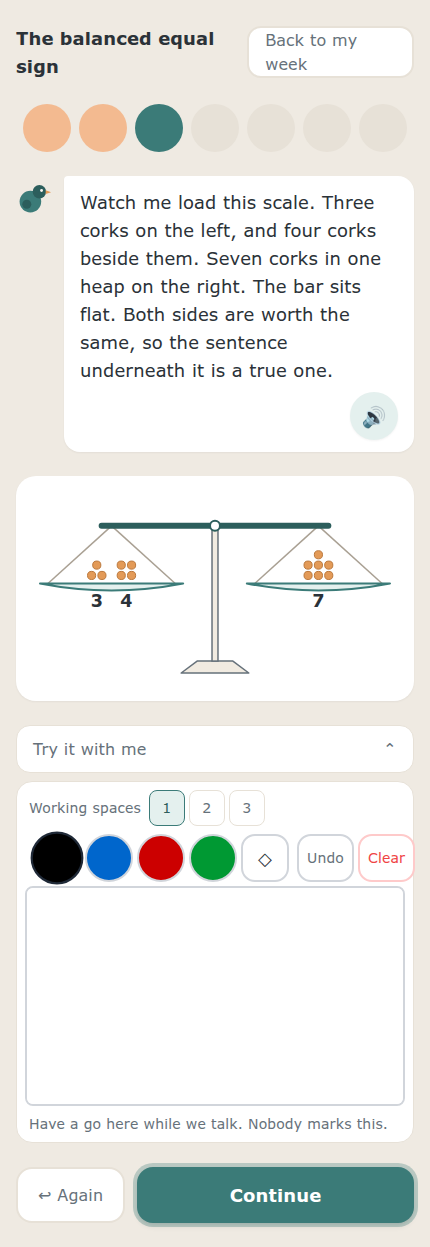 The balanced equal
sign
Back to my
week
Watch me load this scale. Three
corks on the left, and four corks
beside them. Seven corks in one
heap on the right. The bar sits
flat. Both sides are worth the
same, so the sentence
underneath it is a true one.
3 4
7
Try it with me
Working spaces 1 2 3
Undo Clear
Have a go here while we talk. Nobody marks this.
↩ Again Continue